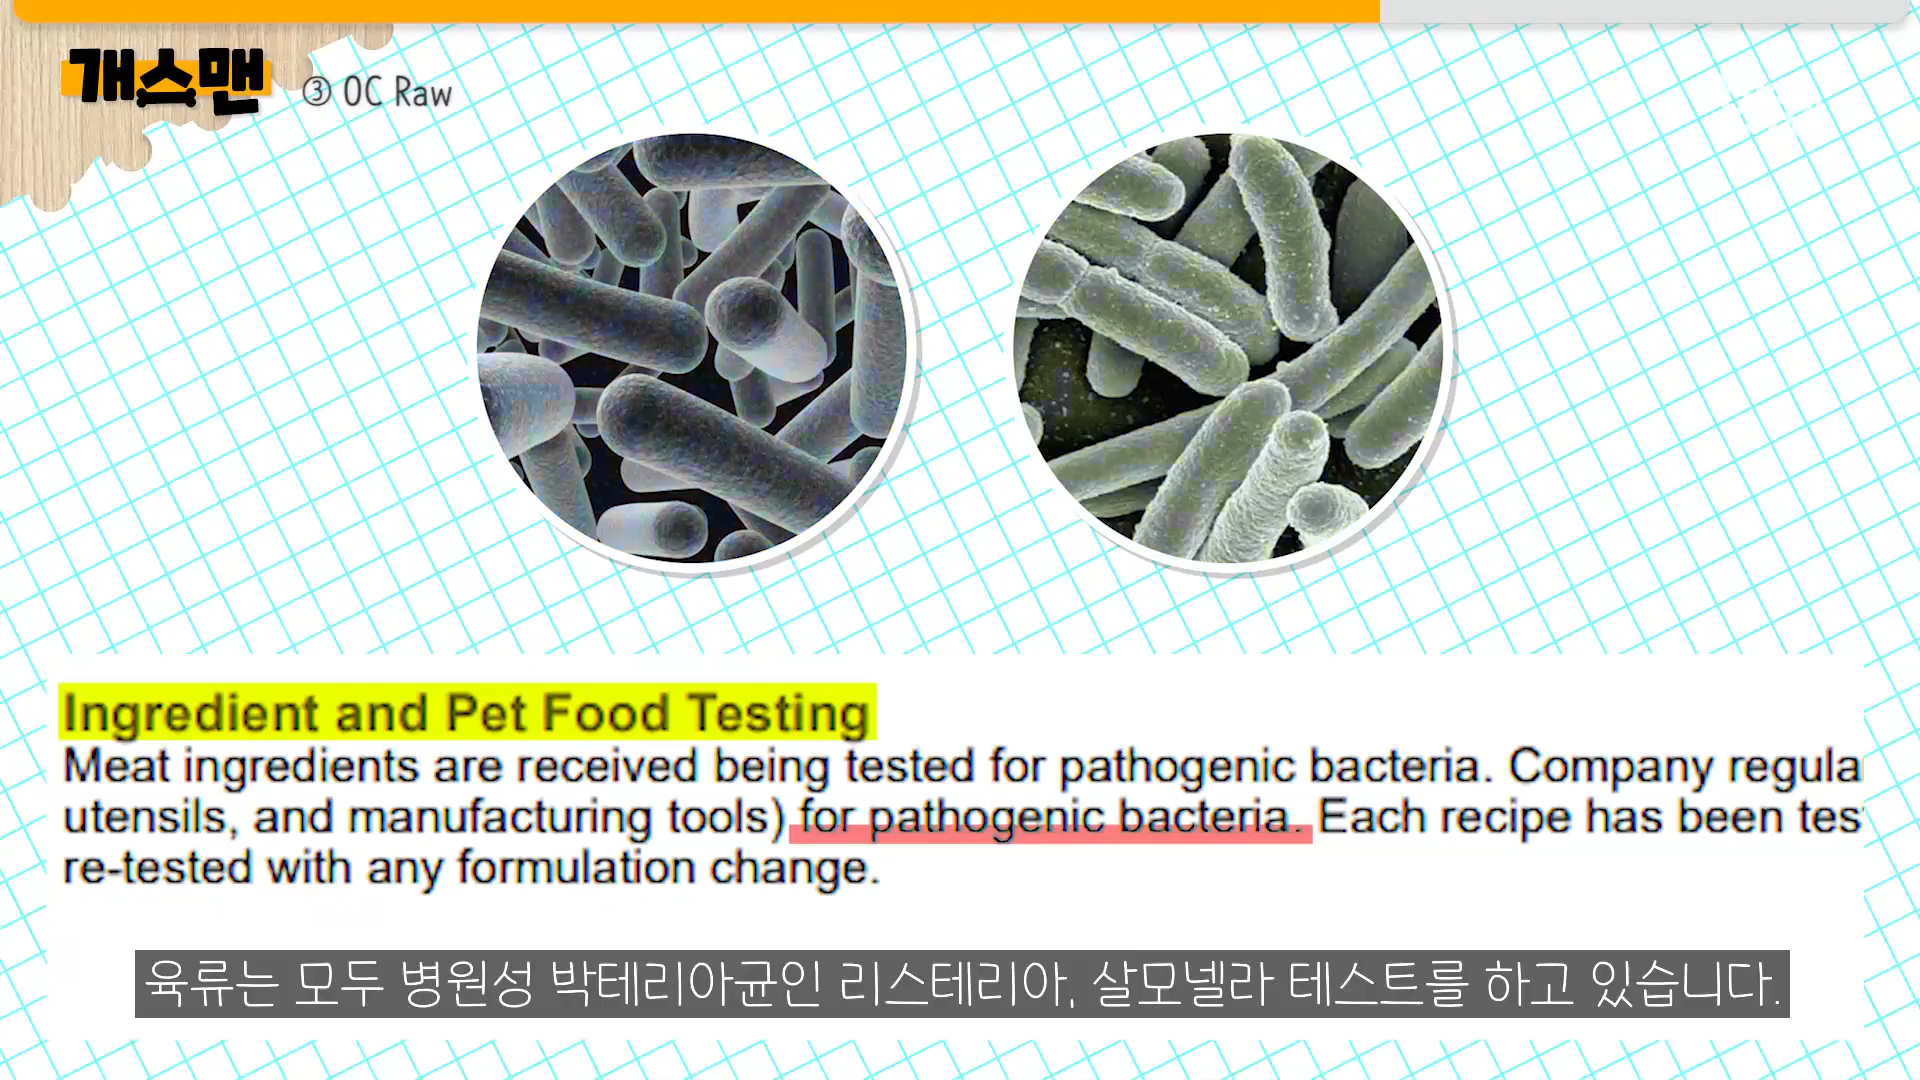 개스맨
③ OC Raw
Ingredient and Pet Food Testing
Meat ingredients are received being tested for pathogenic bacteria. Company regula
utensils, and manufacturing tools) for pathogenic bacteria. Each recipe has been tes
re-tested with any formulation change.
육류는 모두 병원성 박테리아균인 리스테리아, 살모넬라 테스트를 하고 있습니다.